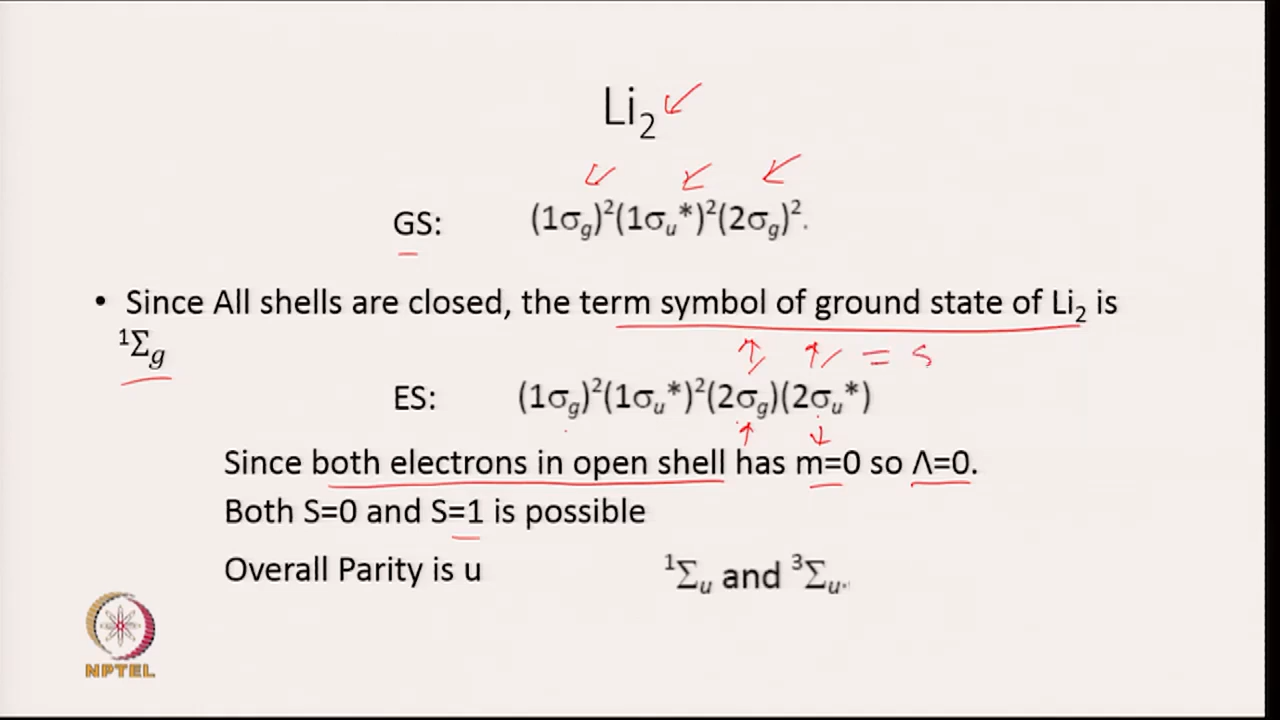 Li₂
GS: (1σg)²(1σu*)²(2σg)².
• Since All shells are closed, the term symbol of ground state of Li₂ is
¹Σg
= S
ES: (1σg)²(1σu*)²(2σg)(2σu*)
Since both electrons in open shell has m=0 so Λ=0.
Both S=0 and S=1 is possible
Overall Parity is u ¹Σu and ³Σu.
NPTEL